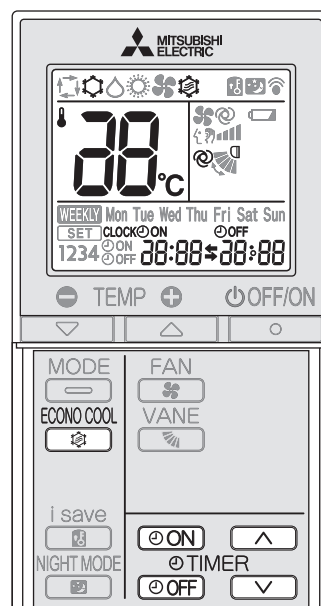 MITSUBISHI
ELECTRIC
88°C
WEEKLY Mon Tue Wed Thu Fri Sat Sun
SET CLOCK ON OFF
1234 ON OFF 88:88 88:88
TEMP OFF/ON
MODE FAN
ECONO COOL VANE
i save
NIGHT MODE
ON
TIMER
OFF